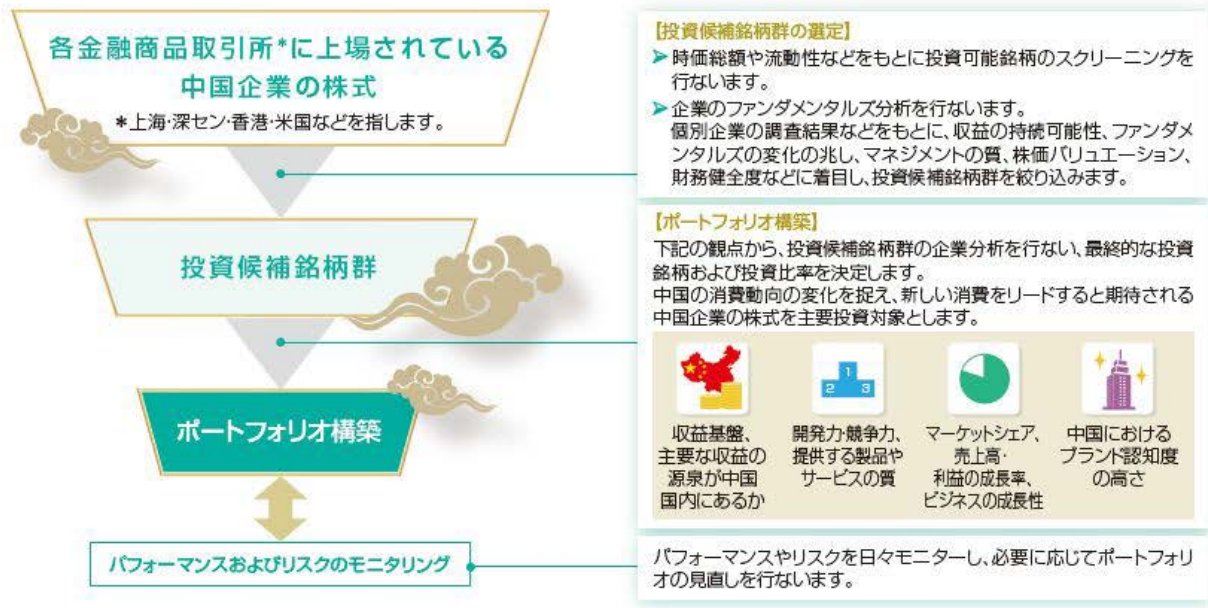 各金融商品取引所*に上場されている
中国企業の株式
*上海・深セン・香港・米国などを指します。
【投資候補銘柄群の選定】
➤時価総額や流動性などをもとに投資可能銘柄のスクリーニングを
行ないます。
➤企業のファンダメンタルズ分析を行ないます。
個別企業の調査結果などをもとに、収益の持続可能性、ファンダメ
ンタルズの変化の兆し、マネジメントの質、株価バリュエーション、
財務健全度などに着目し、投資候補銘柄群を絞り込みます。
投資候補銘柄群
【ポートフォリオ構築】
下記の観点から、投資候補銘柄群の企業分析を行ない、最終的な投資
銘柄および投資比率を決定します。
中国の消費動向の変化を捉え、新しい消費をリードすると期待される
中国企業の株式を主要投資対象とします。
1
2 3
収益基盤、
主要な収益の
源泉が中国
国内にあるか
開発力・競争力、
提供する製品や
サービスの質
マーケットシェア、
売上高・
利益の成長率、
ビジネスの成長性
中国における
ブランド認知度
の高さ
ポートフォリオ構築
パフォーマンスおよびリスクのモニタリング
パフォーマンスやリスクを日々モニターし、必要に応じてポートフォリ
オの見直しを行ないます。